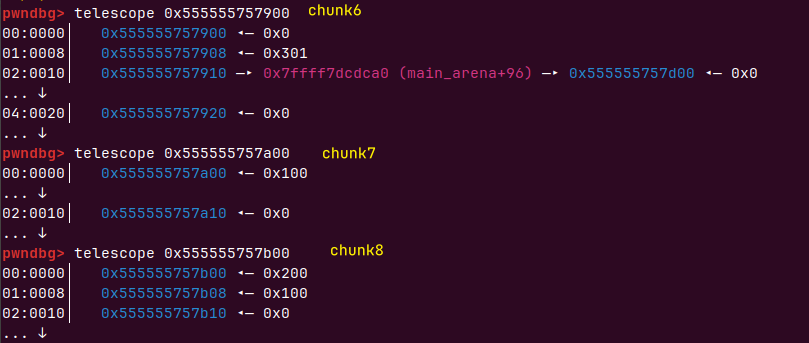 pwndbg> telescope 0x555555757900 chunk6
00:0000│ 0x555555757900 ◂— 0x0
01:0008│ 0x555555757908 ◂— 0x301
02:0010│ 0x555555757910 —▸ 0x7ffff7dcdca0 (main_arena+96) —▸ 0x555555757d00 ◂— 0x0
... ↓
04:0020│ 0x555555757920 ◂— 0x0
... ↓
pwndbg> telescope 0x555555757a00 chunk7
00:0000│ 0x555555757a00 ◂— 0x100
... ↓
02:0010│ 0x555555757a10 ◂— 0x0
... ↓
pwndbg> telescope 0x555555757b00 chunk8
00:0000│ 0x555555757b00 ◂— 0x200
01:0008│ 0x555555757b08 ◂— 0x100
02:0010│ 0x555555757b10 ◂— 0x0
... ↓